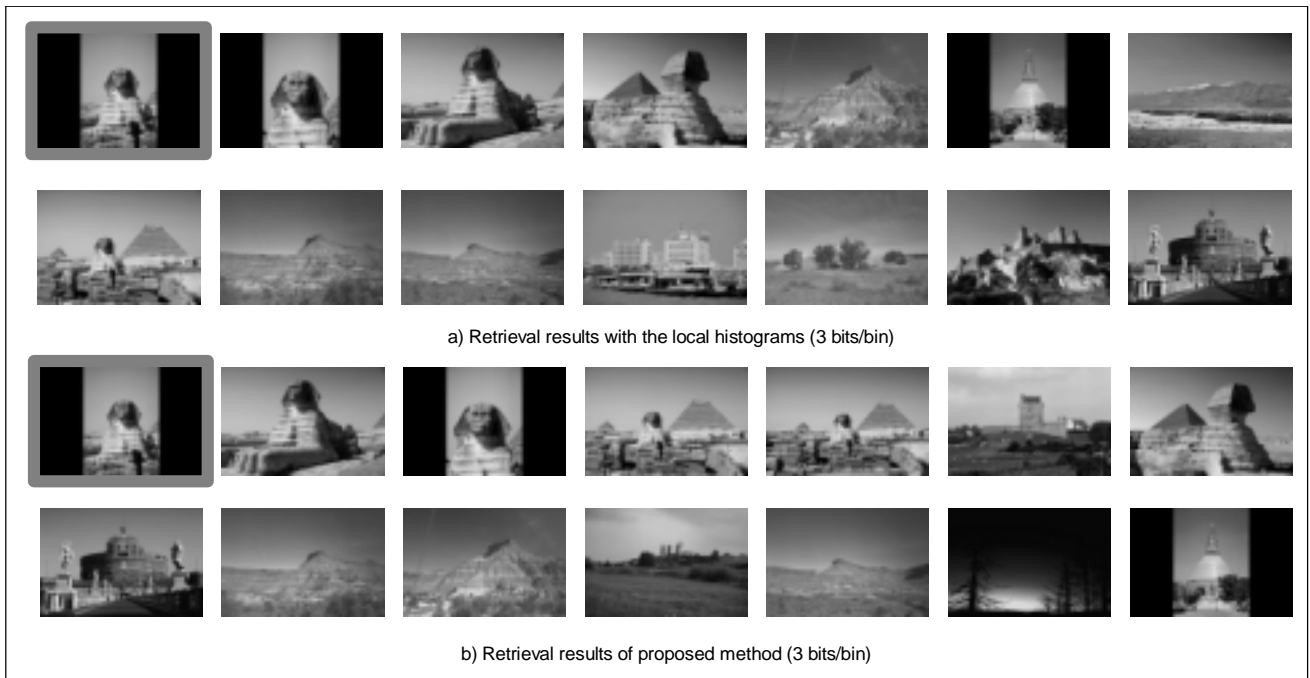 a) Retrieval results with the local histograms (3 bits/bin)
b) Retrieval results of proposed method (3 bits/bin)